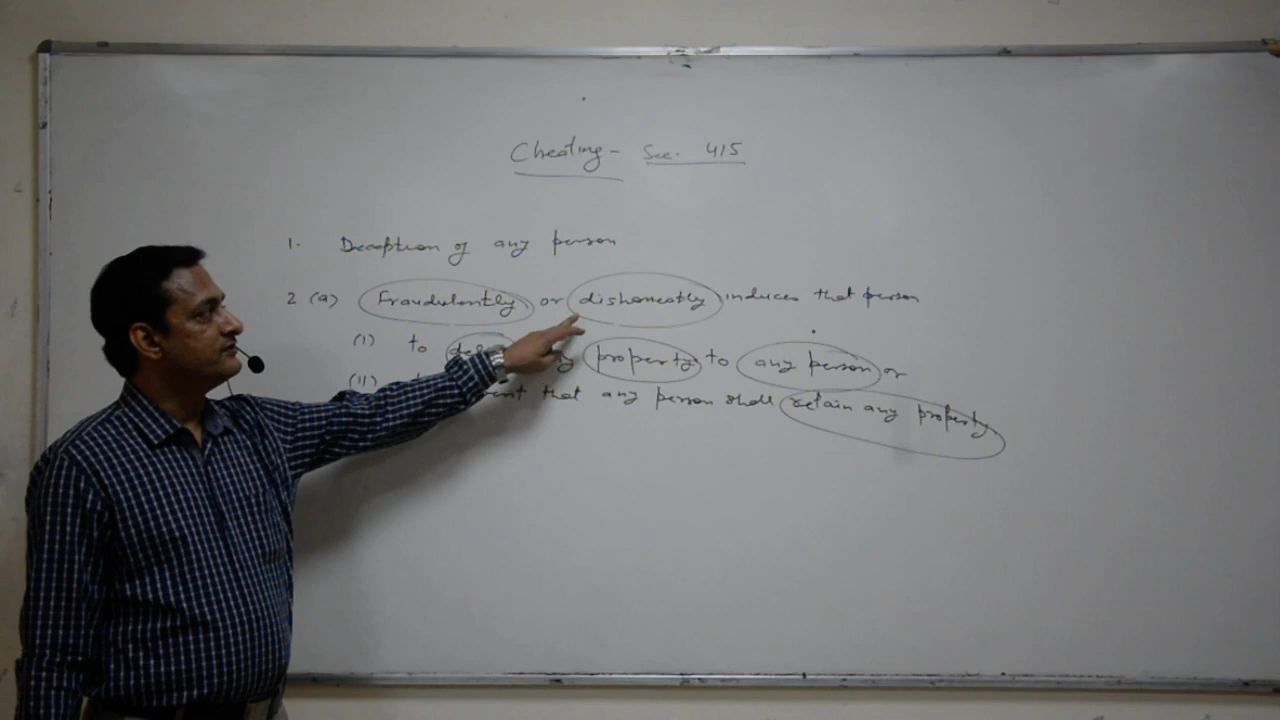 Cheating - Sec. 415
1. Deception of any person
2 (a) Fraudulently or dishonestly induces that person
(i) to property to any person or
(ii) that any person shall retain any property